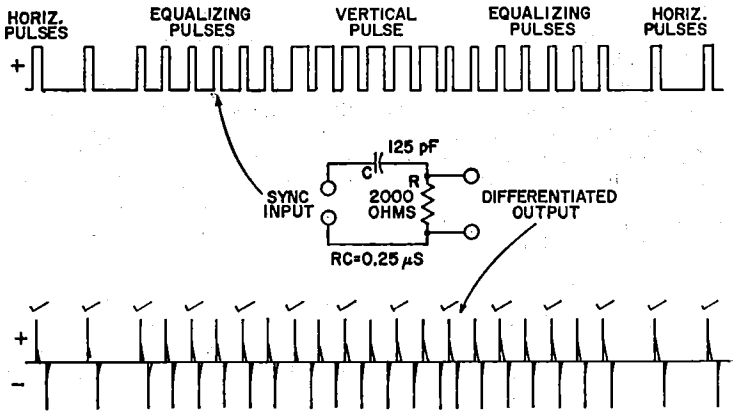 HORIZ. PULSES
EQUALIZING PULSES
VERTICAL PULSE
EQUALIZING PULSES
HORIZ. PULSES
+
125 pF
C
R
SYNC INPUT
2000 OHMS
DIFFERENTIATED OUTPUT
RC=0.25 µS
+
−